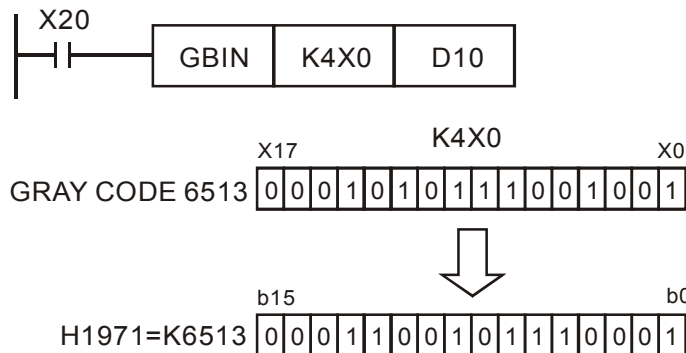 X20
GBIN K4X0 D10
K4X0
X17 X0
GRAY CODE 6513 0 0 0 1 0 1 0 1 1 1 0 0 1 0 0 1
b15 b0
H1971=K6513 0 0 0 1 1 0 0 1 0 1 1 1 0 0 0 1